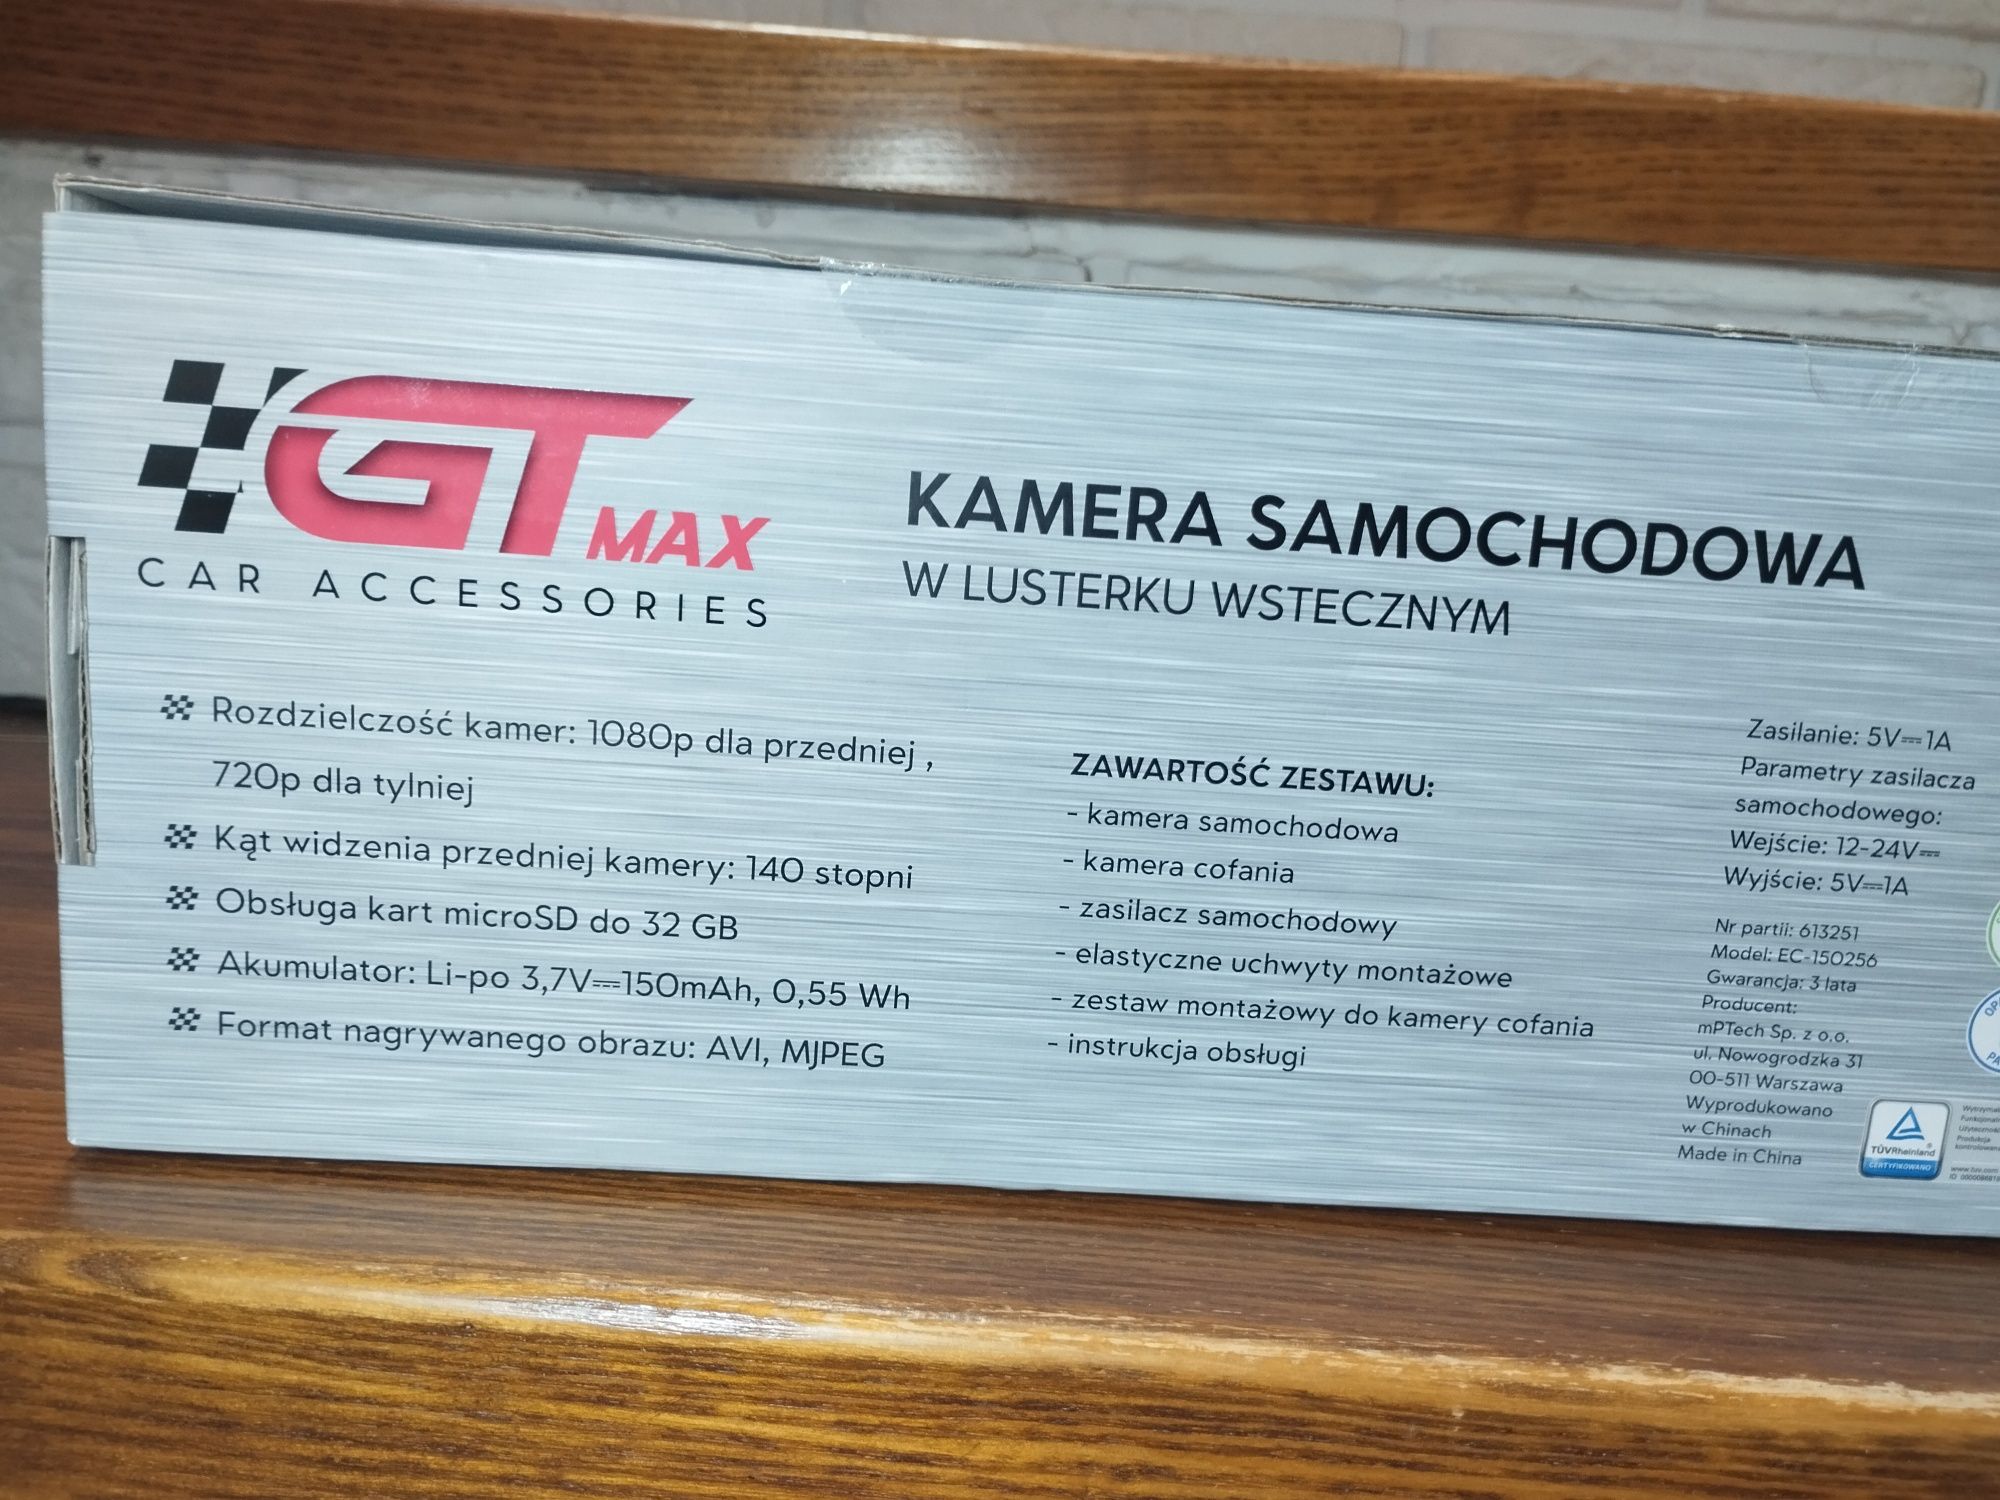 GT MAX
CAR ACCESSORIES
KAMERA SAMOCHODOWA
W LUSTERKU WSTECZNYM
Rozdzielczość kamer: 1080p dla przedniej ,
720p dla tylniej
Kąt widzenia przedniej kamery: 140 stopni
Obsługa kart microSD do 32 GB
Akumulator: Li-po 3,7V⎓150mAh, 0,55 Wh
Format nagrywanego obrazu: AVI, MJPEG
ZAWARTOŚĆ ZESTAWU:
- kamera samochodowa
- kamera cofania
- zasilacz samochodowy
- elastyczne uchwyty montażowe
- zestaw montażowy do kamery cofania
- instrukcja obsługi
Zasilanie: 5V⎓1A
Parametry zasilacza
samochodowego:
Wejście: 12-24V⎓
Wyjście: 5V⎓1A
Nr partii: 613251
Model: EC-150256
Gwarancja: 3 lata
Producent:
mPTech Sp. z o.o.
ul. Nowogrodzka 31
00-511 Warszawa
Wyprodukowano
w Chinach
Made in China
TÜVRheinland
CERTYFIKOWANO
Produkcja
www.tuv.com